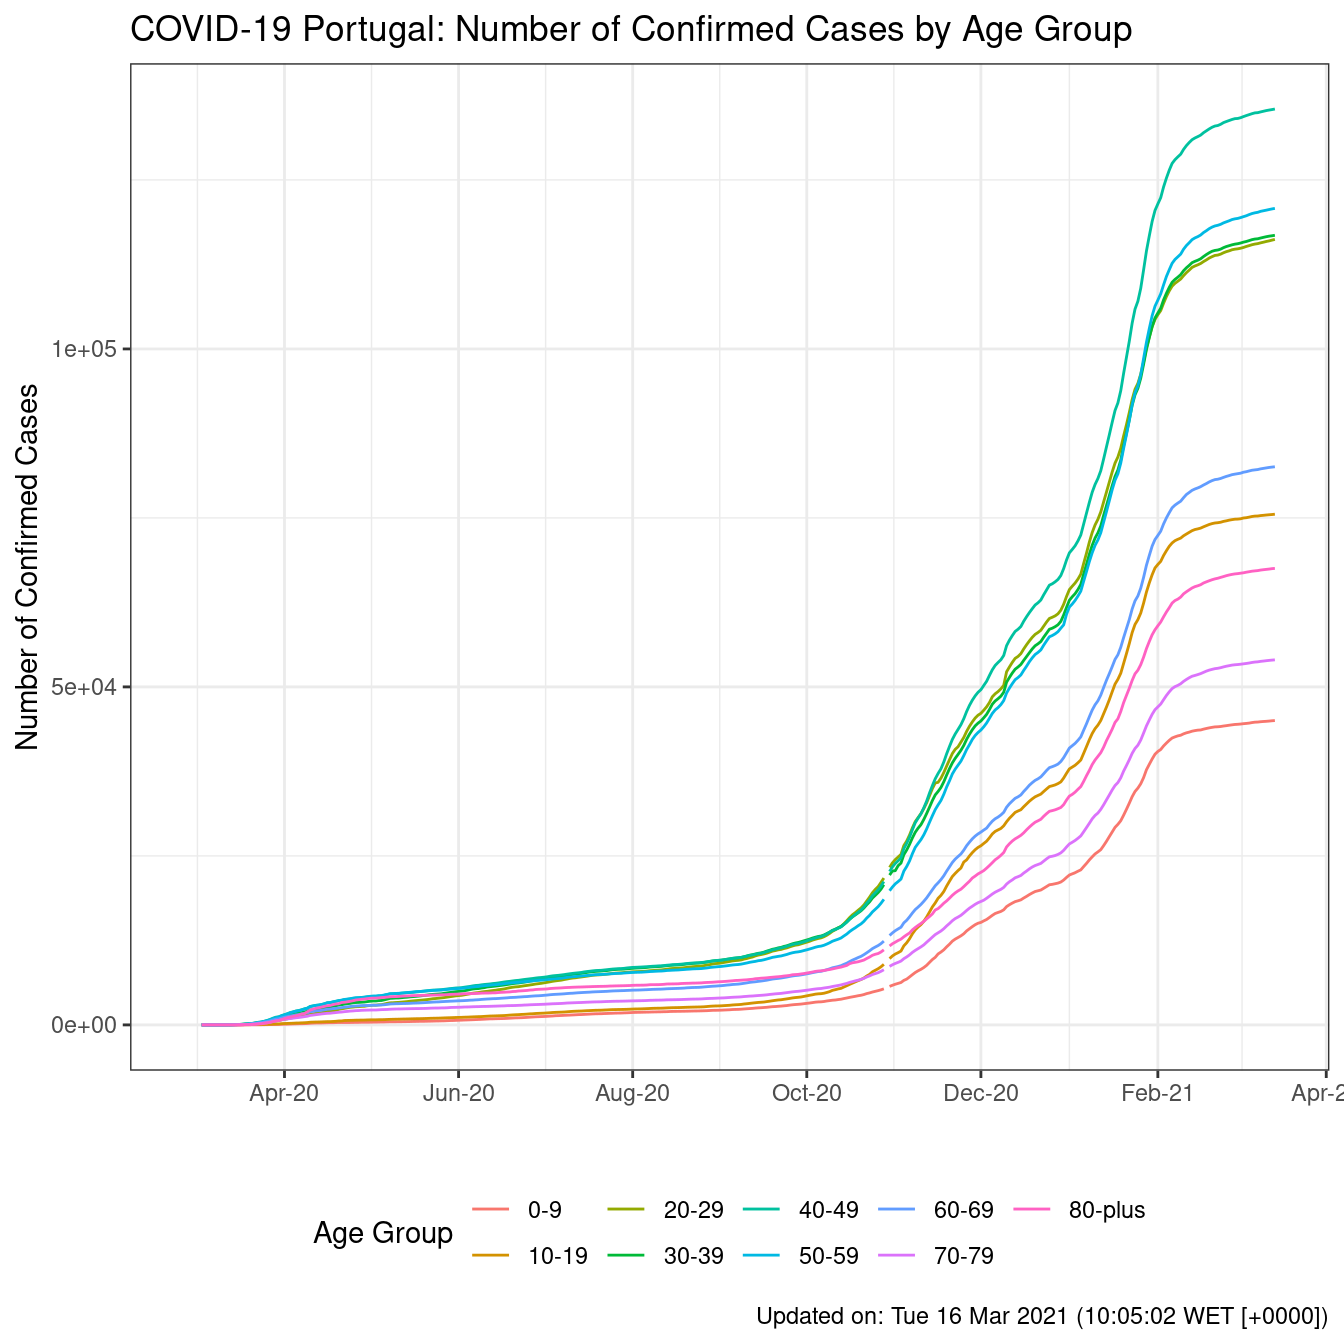 COVID-19 Portugal: Number of Confirmed Cases by Age Group
Number of Confirmed Cases
1e+05
5e+04
0e+00
Apr-20 Jun-20 Aug-20 Oct-20 Dec-20 Feb-21 Apr-2
Age Group
0-9 20-29 40-49 60-69 80-plus
10-19 30-39 50-59 70-79
Updated on: Tue 16 Mar 2021 (10:05:02 WET [+0000])